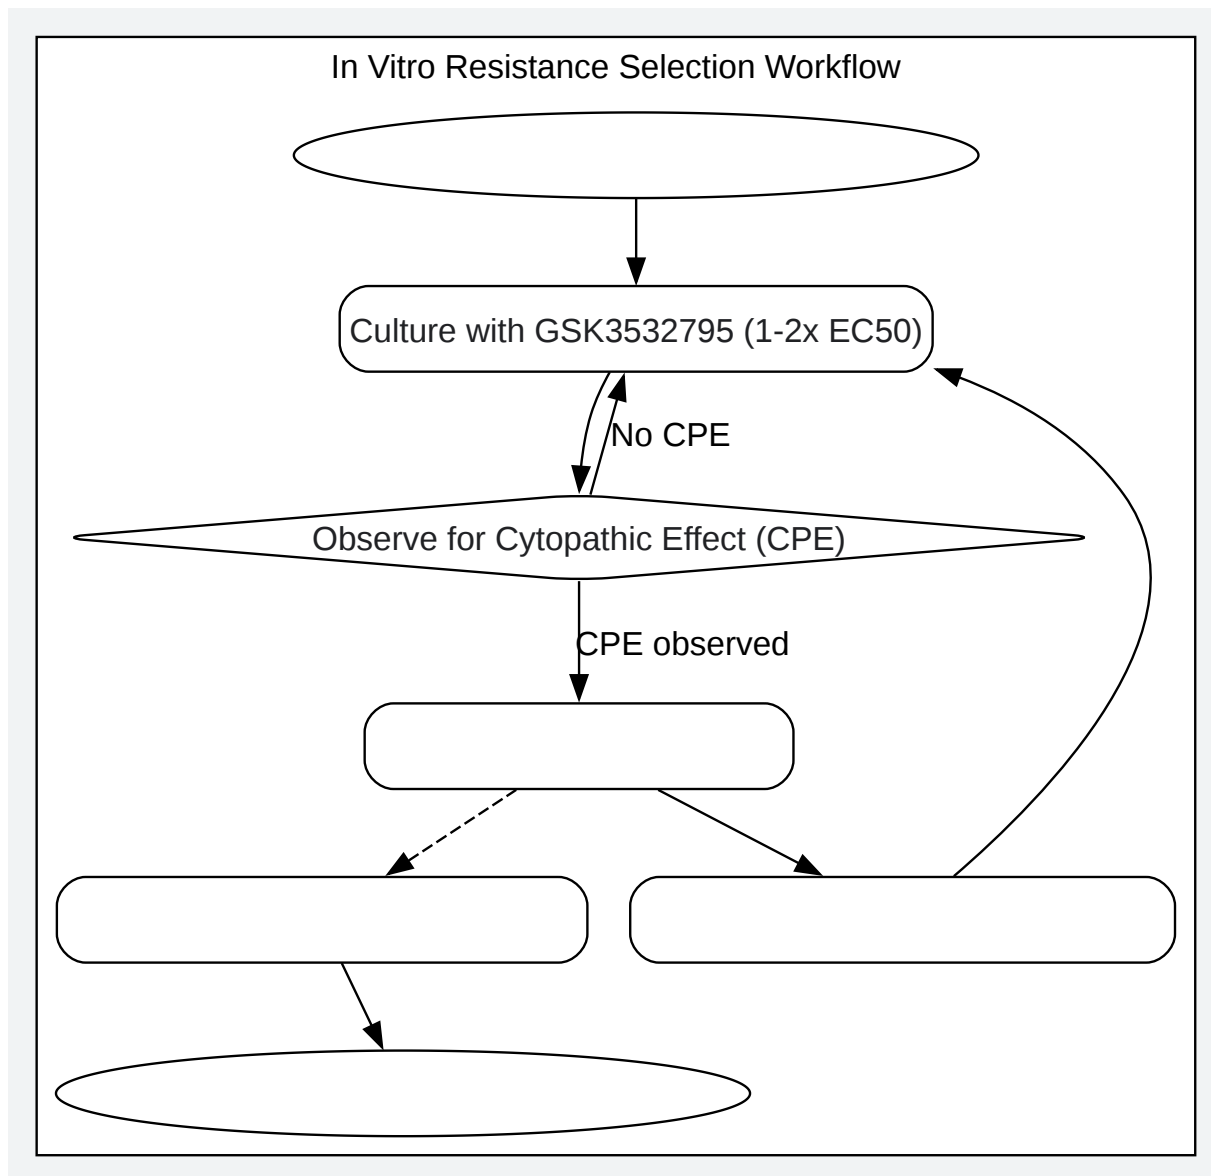 In Vitro Resistance Selection Workflow
Culture with GSK3532795 (1-2x EC50)
No CPE
Observe for Cytopathic Effect (CPE)
CPE observed